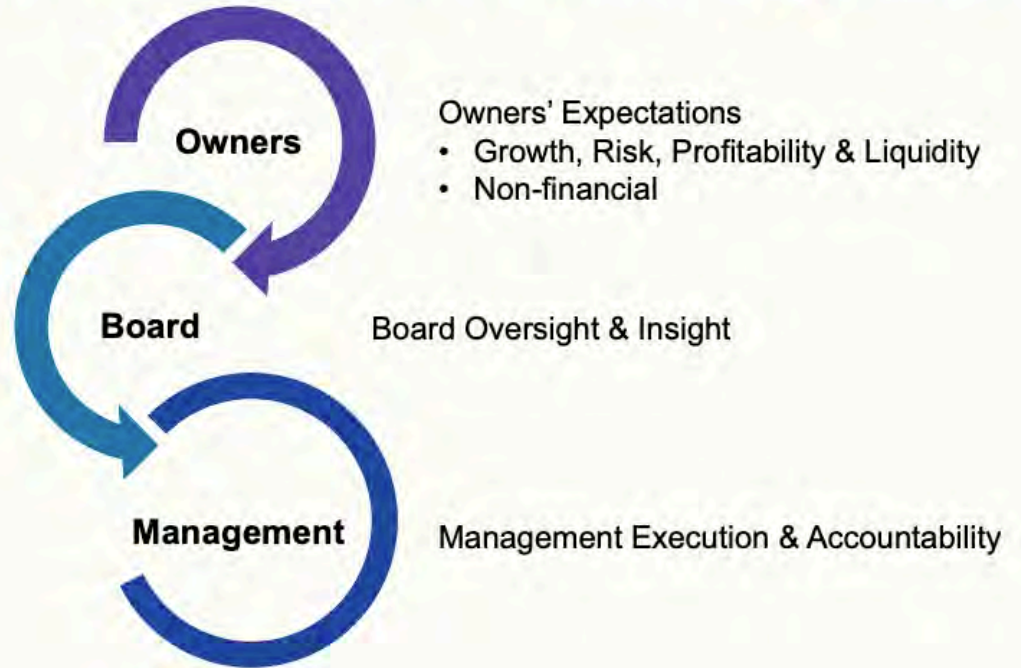 Owners
Owners’ Expectations
• Growth, Risk, Profitability & Liquidity
• Non-financial
Board
Board Oversight & Insight
Management
Management Execution & Accountability